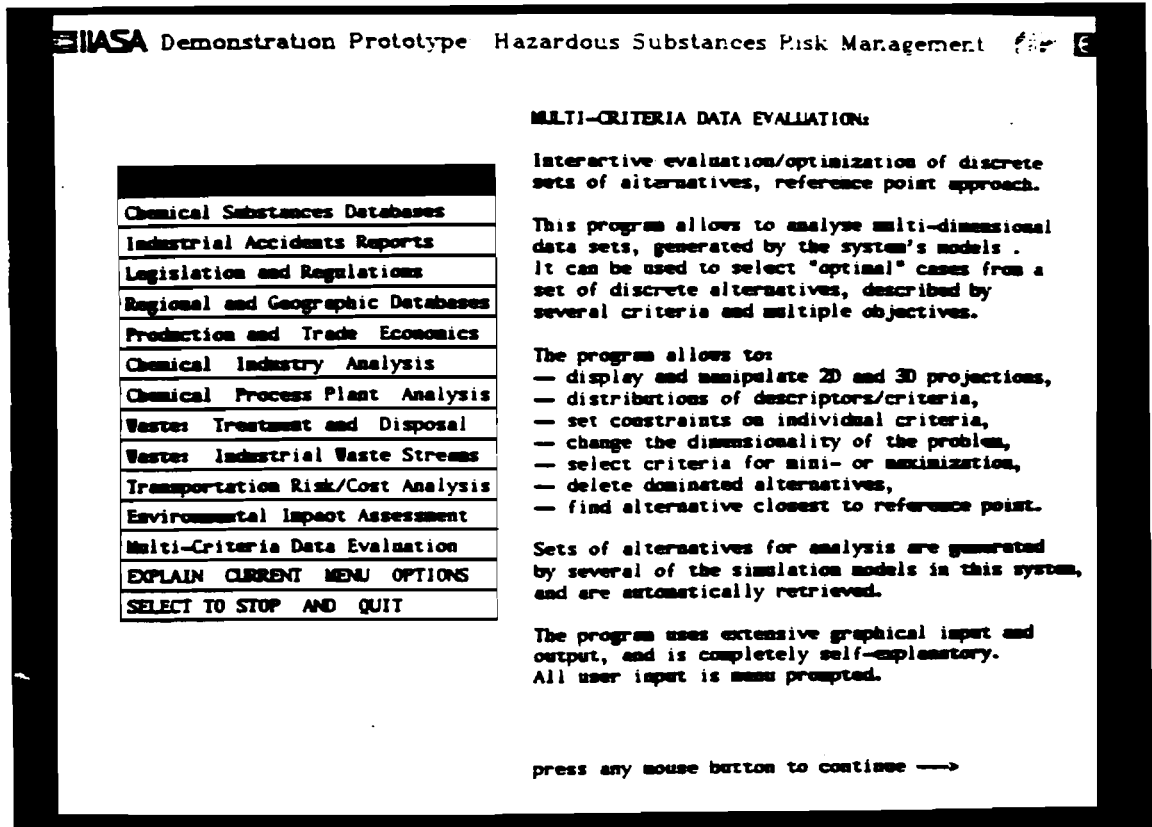 IIASA Demonstration Prototype Hazardous Substances Risk Management
Chemical Substances Databases
Industrial Accidents Reports
Legislation and Regulations
Regional and Geographic Databases
Production and Trade Economics
Chemical Industry Analysis
Chemical Process Plant Analysis
Waste: Treatment and Disposal
Waste: Industrial Waste Streams
Transportation Risk/Cost Analysis
Environmental Impact Assessment
Multi-Criteria Data Evaluation
EXPLAIN CURRENT MENU OPTIONS
SELECT TO STOP AND QUIT
MULTI-CRITERIA DATA EVALUATION:
Interactive evaluation/optimization of discrete
sets of alternatives, reference point approach.
This program allows to analyse multi-dimensional
data sets, generated by the system's models .
It can be used to select "optimal" cases from a
set of discrete alternatives, described by
several criteria and multiple objectives.
The program allows to:
— display and manipulate 2D and 3D projections,
— distributions of descriptors/criteria,
— set constraints on individual criteria,
— change the dimensionality of the problem,
— select criteria for mini- or maximization,
— delete dominated alternatives,
— find alternative closest to reference point.
Sets of alternatives for analysis are generated
by several of the simulation models in this system,
and are automatically retrieved.
The program uses extensive graphical input and
output, and is completely self-explanatory.
All user input is menu prompted.
press any mouse button to continue —>